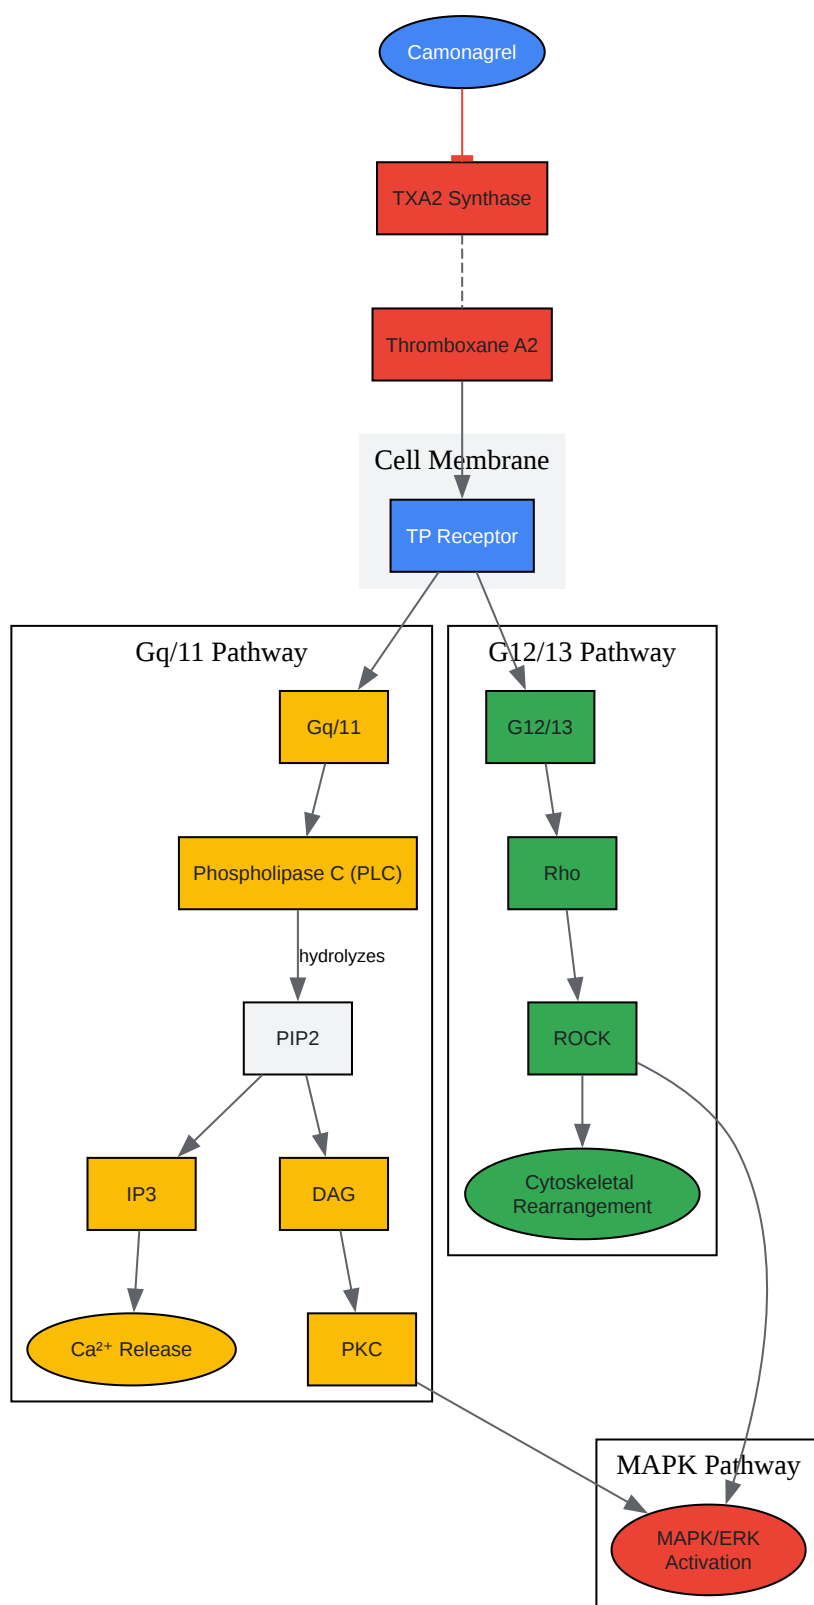 Camonagrel
TXA2 Synthase
Thromboxane A2
Cell Membrane
TP Receptor
Gq/11 Pathway
G12/13 Pathway
Gq/11
G12/13
Phospholipase C (PLC)
Rho
hydrolyzes
PIP2
ROCK
IP3
DAG
Cytoskeletal
Rearrangement
Ca²⁺ Release
PKC
MAPK Pathway
MAPK/ERK
Activation